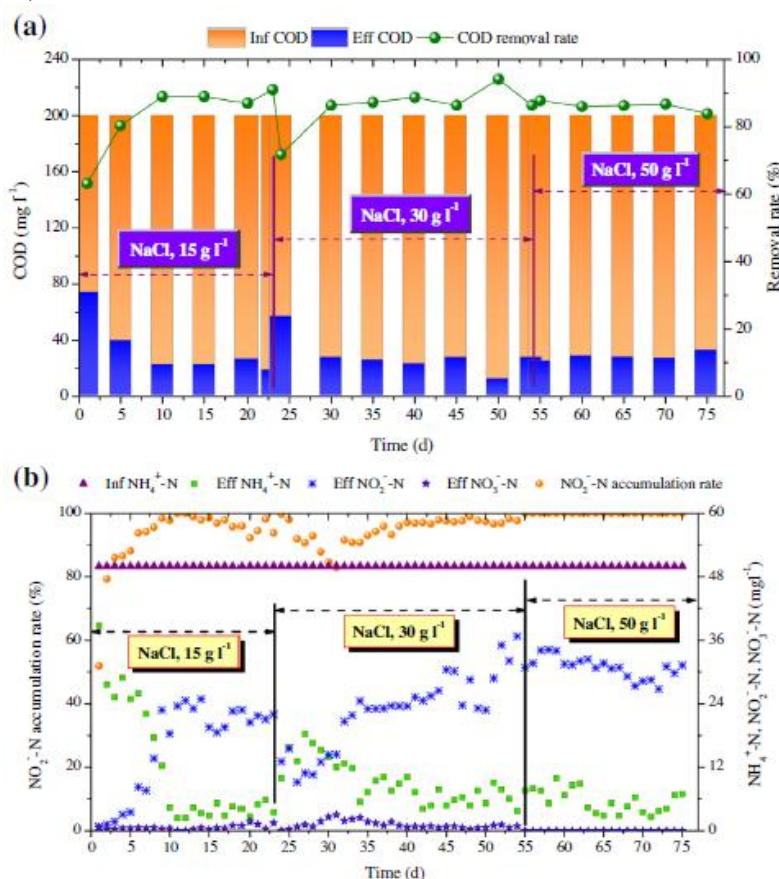 (a)
Inf COD Eff COD COD removal rate
240 200 160 120 80 40 0
COD (mg l⁻¹)
100 80 60 40 20 0
Removal rate (%)
NaCl, 50 g l⁻¹
NaCl, 30 g l⁻¹
NaCl, 15 g l⁻¹
0 5 10 15 20 25 30 35 40 45 50 55 60 65 70 75
Time (d)
(b)
Inf NH₄⁺-N Eff NH₄⁺-N Eff NO₂⁻-N Eff NO₃⁻-N NO₂⁻-N accumulation rate
100 80 60 40 20 0
NO₂⁻-N accumulation rate (%)
60 48 36 24 12 0
NH₄⁺-N, NO₂⁻-N, NO₃⁻-N (mgl⁻¹)
NaCl, 15 g l⁻¹
NaCl, 30 g l⁻¹
NaCl, 50 g l⁻¹
0 5 10 15 20 25 30 35 40 45 50 55 60 65 70 75
Time (d)